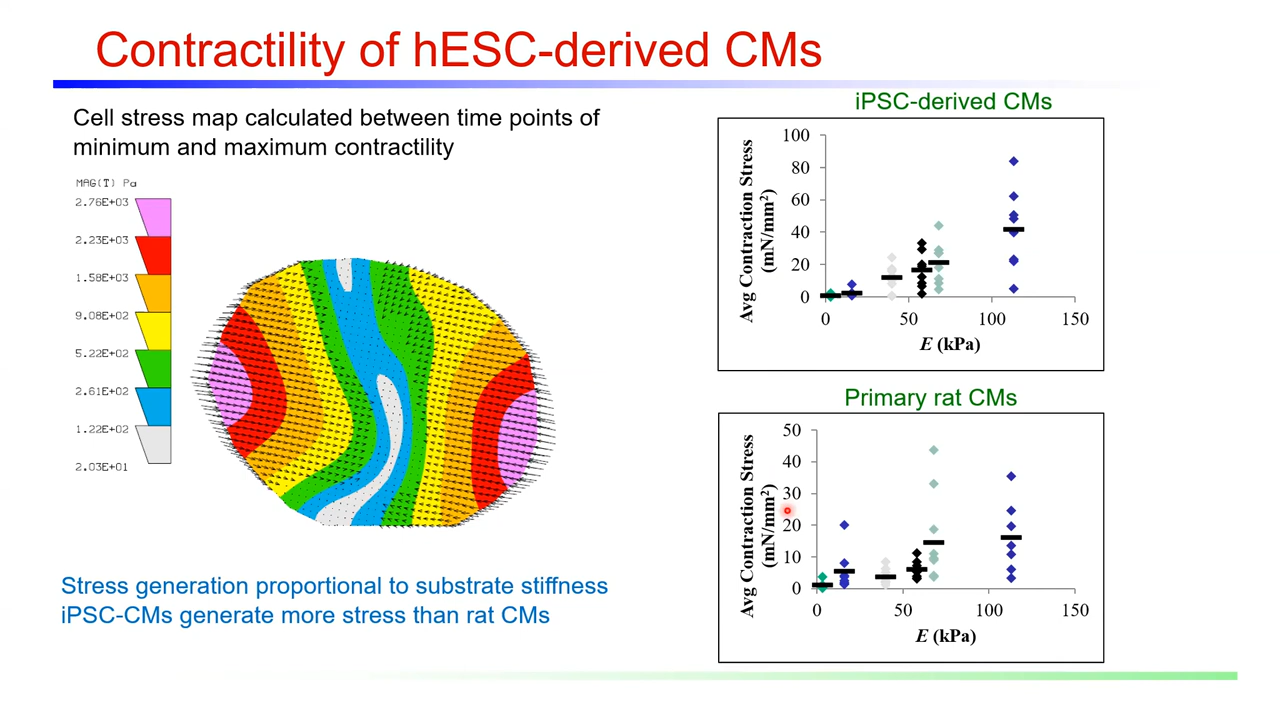 Contractility of hESC-derived CMs
Cell stress map calculated between time points of
minimum and maximum contractility
MAG(T) Pa
2.76E+03
2.23E+03
1.58E+03
9.08E+02
5.22E+02
2.61E+02
1.22E+02
2.03E+01
Stress generation proportional to substrate stiffness
iPSC-CMs generate more stress than rat CMs
iPSC-derived CMs
Avg Contraction Stress
(mN/mm²)
100
80
60
40
20
0
0 50 100 150
E (kPa)
Primary rat CMs
Avg Contraction Stress
(mN/mm²)
50
40
30
20
10
0
0 50 100 150
E (kPa)